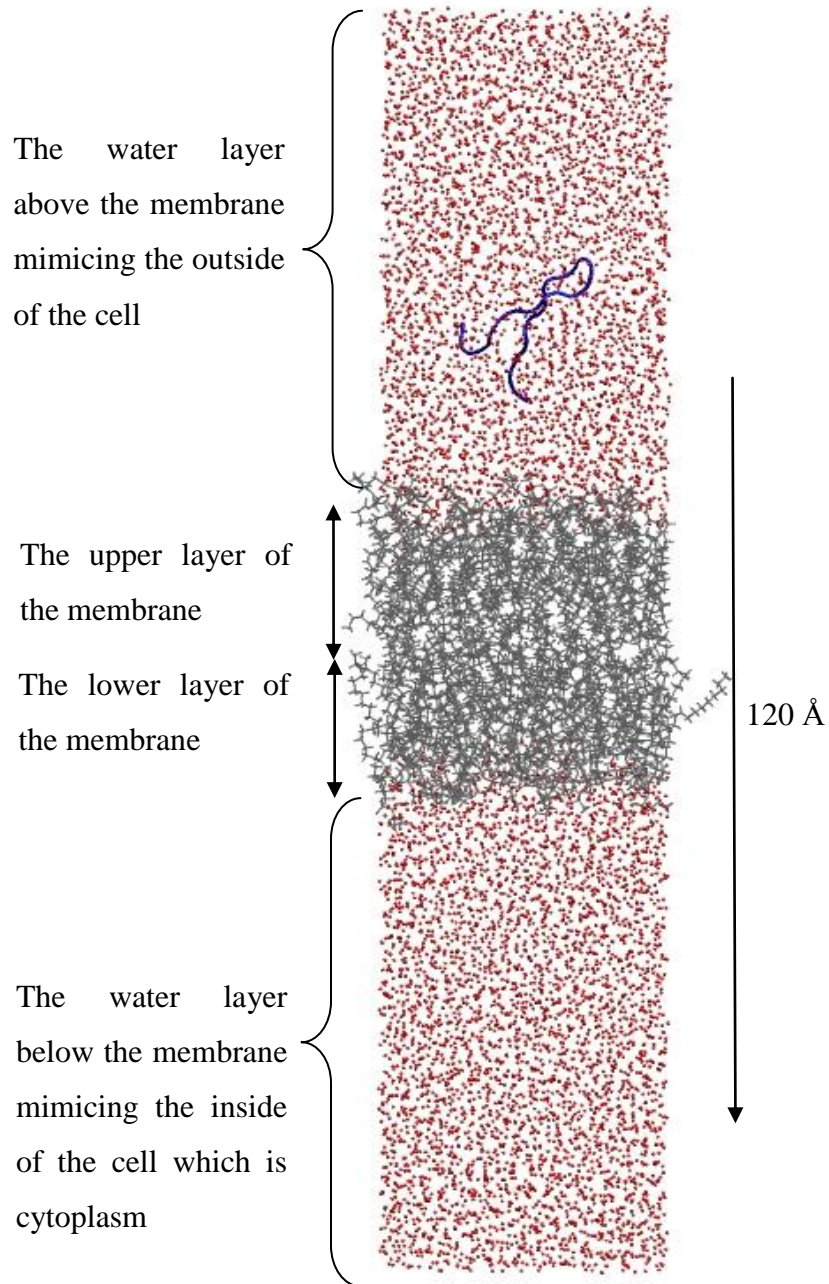 The water layer
above the membrane
mimicing the outside
of the cell
The upper layer of
the membrane
The lower layer of
the membrane
120 Å
The water layer
below the membrane
mimicing the inside
of the cell which is
cytoplasm